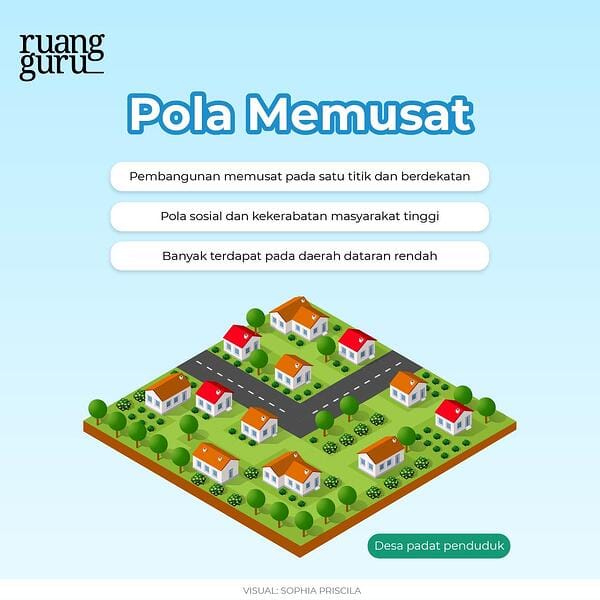 ruang
guru_
Pola Memusat
Pembangunan memusat pada satu titik dan berdekatan
Pola sosial dan kekerabatan masyarakat tinggi
Banyak terdapat pada daerah dataran rendah
Desa padat penduduk
VISUAL: SOPHIA PRISCILA